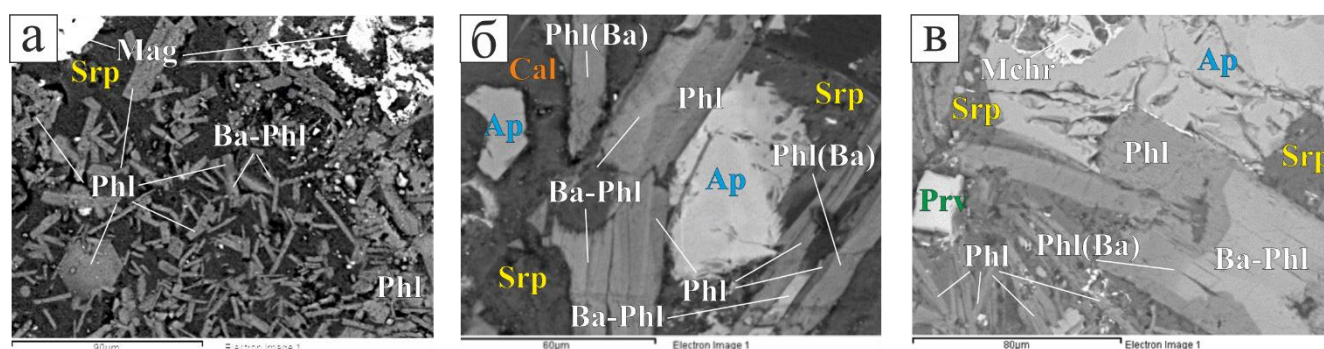 а
Mag
Srp
Ba-Phl
Phl
Phl
90µm
Electron Image 1
б
Phl(Ba)
Cal
Phl
Srp
Ap
Phl(Ba)
Ap
Ba-Phl
Srp
Phl
Ba-Phl
60µm
Electron Image 1
в
Mchr
Ap
Srp
Phl
Srp
Prv
Phl
Phl(Ba)
Ba-Phl
80µm
Electron Image 1